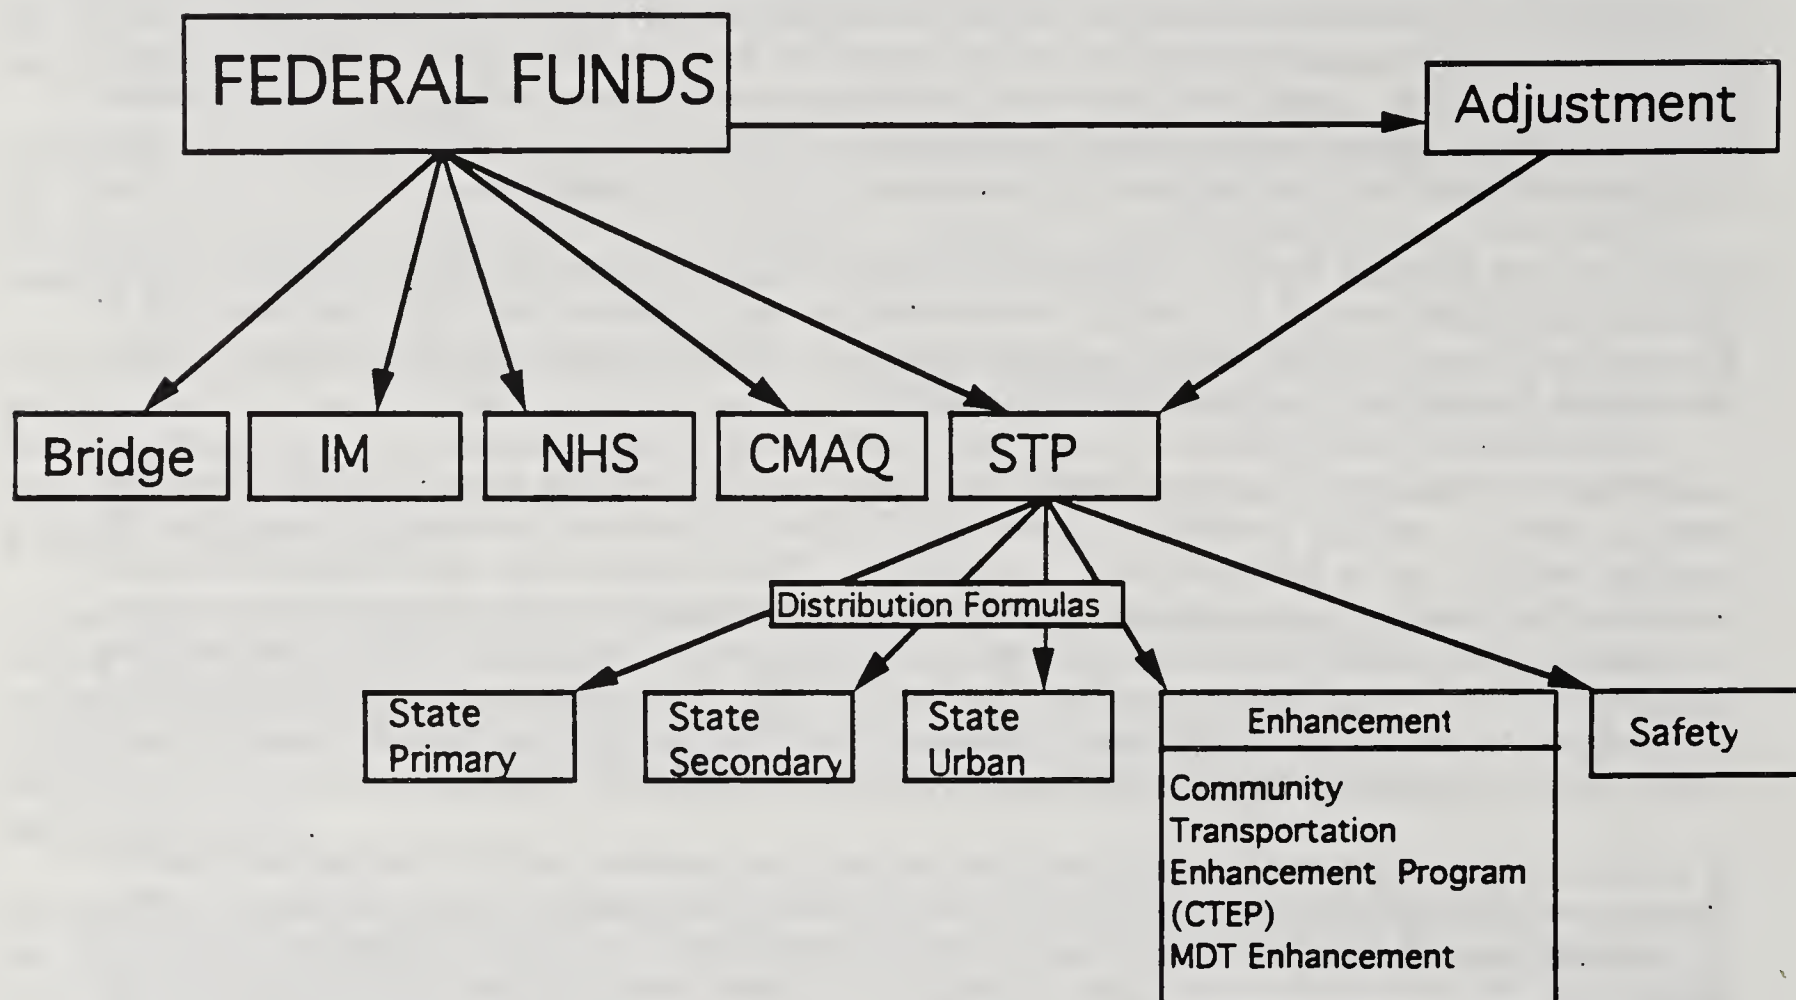 FEDERAL FUNDS
Adjustment
Bridge
IM
NHS
CMAQ
STP
Distribution Formulas
State
Primary
State
Secondary
State
Urban
Enhancement
Community
Transportation
Enhancement Program
(CTEP)
MDT Enhancement
Safety